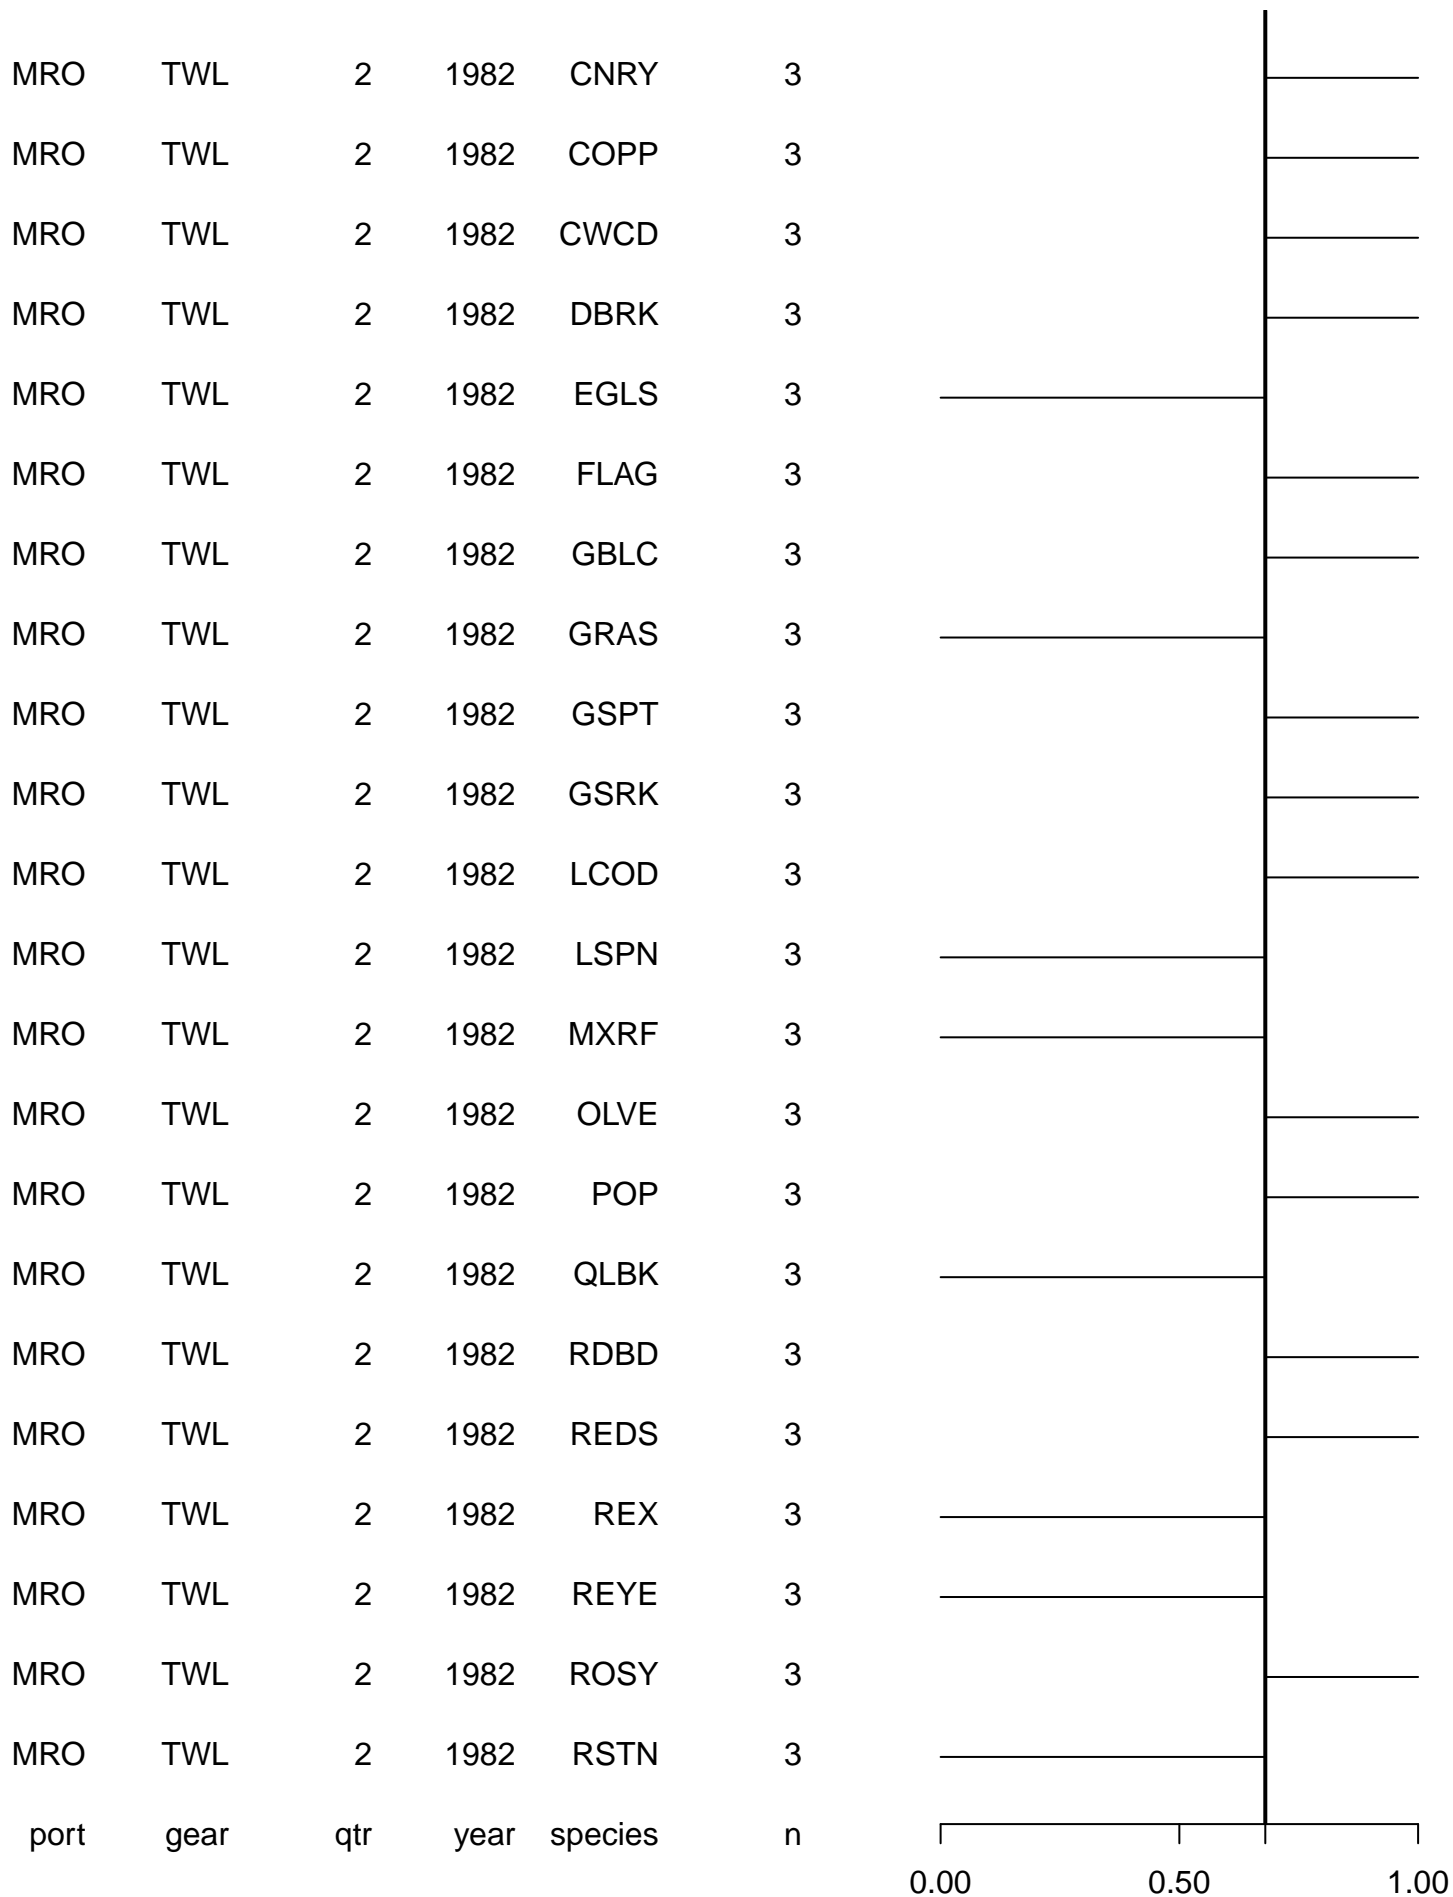 MRO TWL 2 1982 CNRY 3
MRO TWL 2 1982 COPP 3
MRO TWL 2 1982 CWCD 3
MRO TWL 2 1982 DBRK 3
MRO TWL 2 1982 EGLS 3
MRO TWL 2 1982 FLAG 3
MRO TWL 2 1982 GBLC 3
MRO TWL 2 1982 GRAS 3
MRO TWL 2 1982 GSPT 3
MRO TWL 2 1982 GSRK 3
MRO TWL 2 1982 LCOD 3
MRO TWL 2 1982 LSPN 3
MRO TWL 2 1982 MXRF 3
MRO TWL 2 1982 OLVE 3
MRO TWL 2 1982 POP 3
MRO TWL 2 1982 QLBK 3
MRO TWL 2 1982 RDBD 3
MRO TWL 2 1982 REDS 3
MRO TWL 2 1982 REX 3
MRO TWL 2 1982 REYE 3
MRO TWL 2 1982 ROSY 3
MRO TWL 2 1982 RSTN 3
port gear qtr year species n
0.00 0.50 1.00